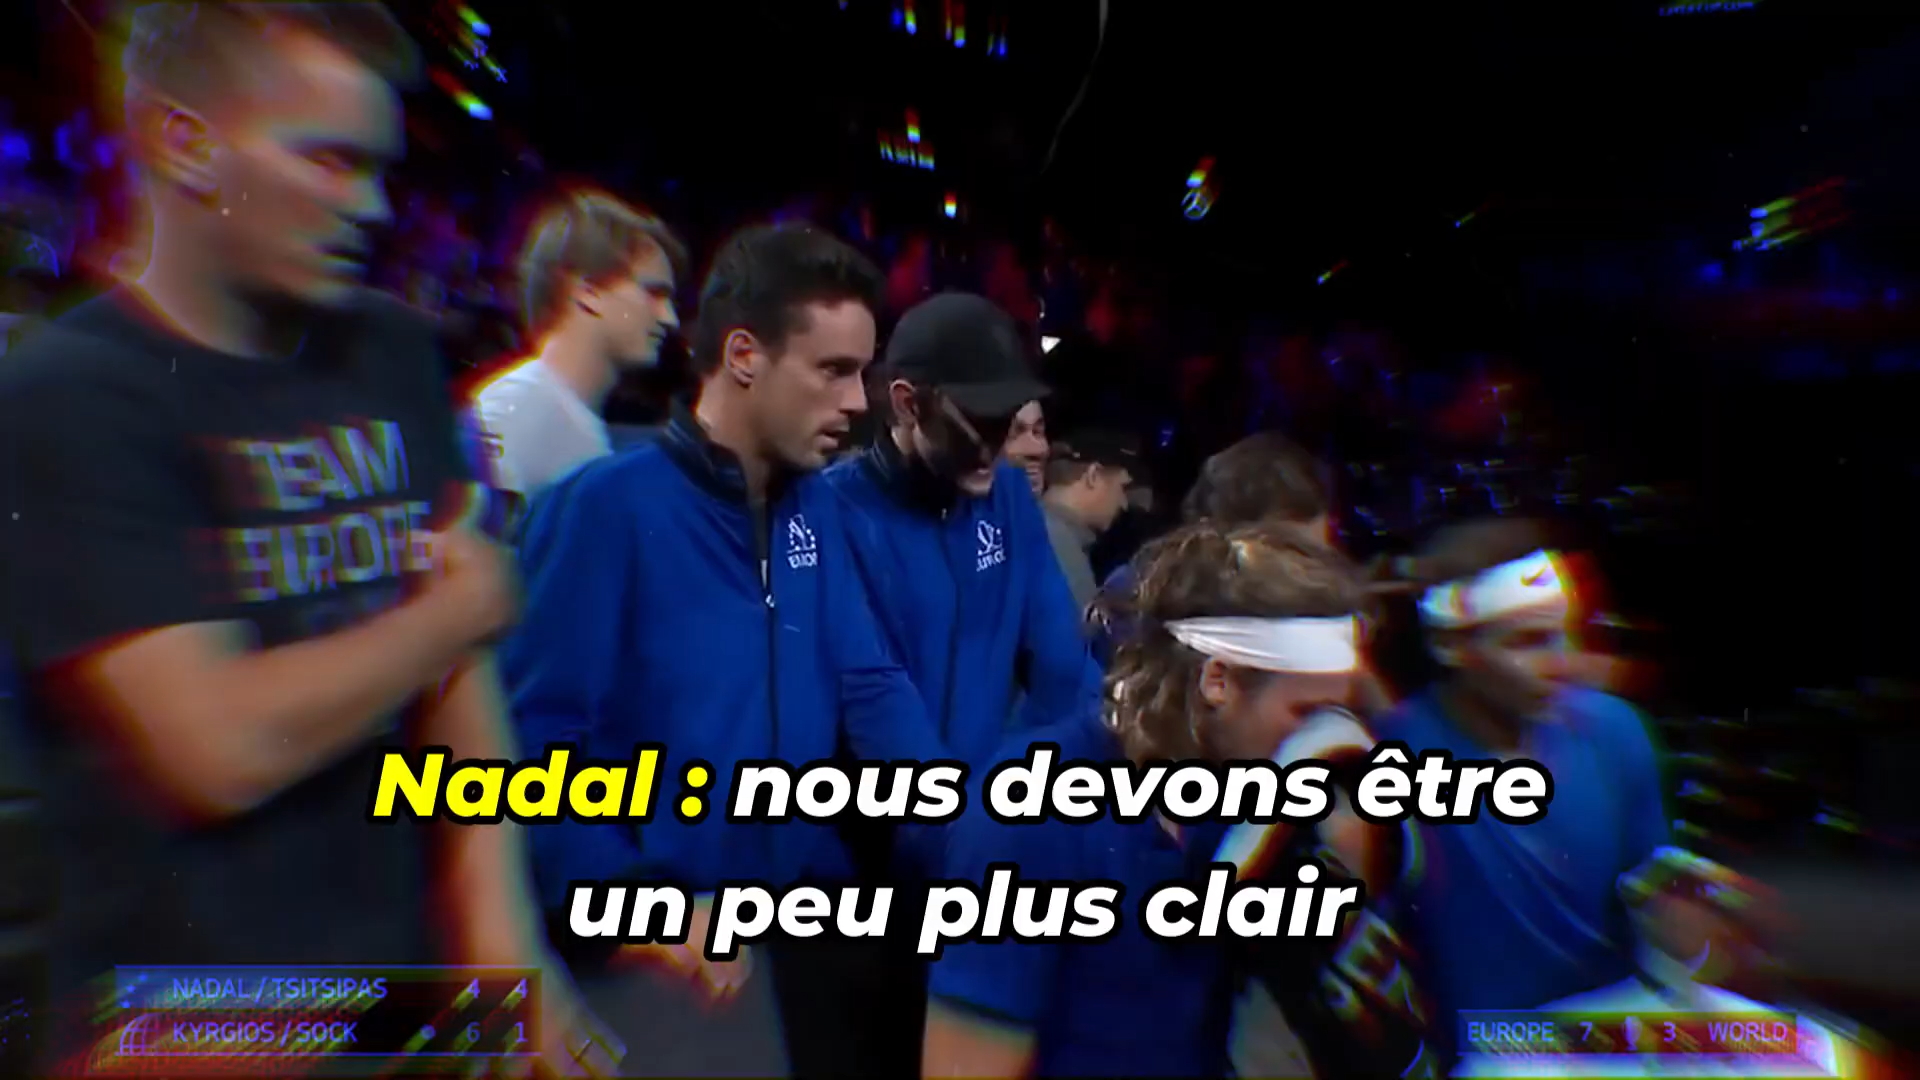 TEAM
EUROPE
Nadal : nous devons être
un peu plus clair
NADAL / TSITSIPAS 4 4
KYRGIOS / SOCK 6 1
EUROPE 7 3 WORLD